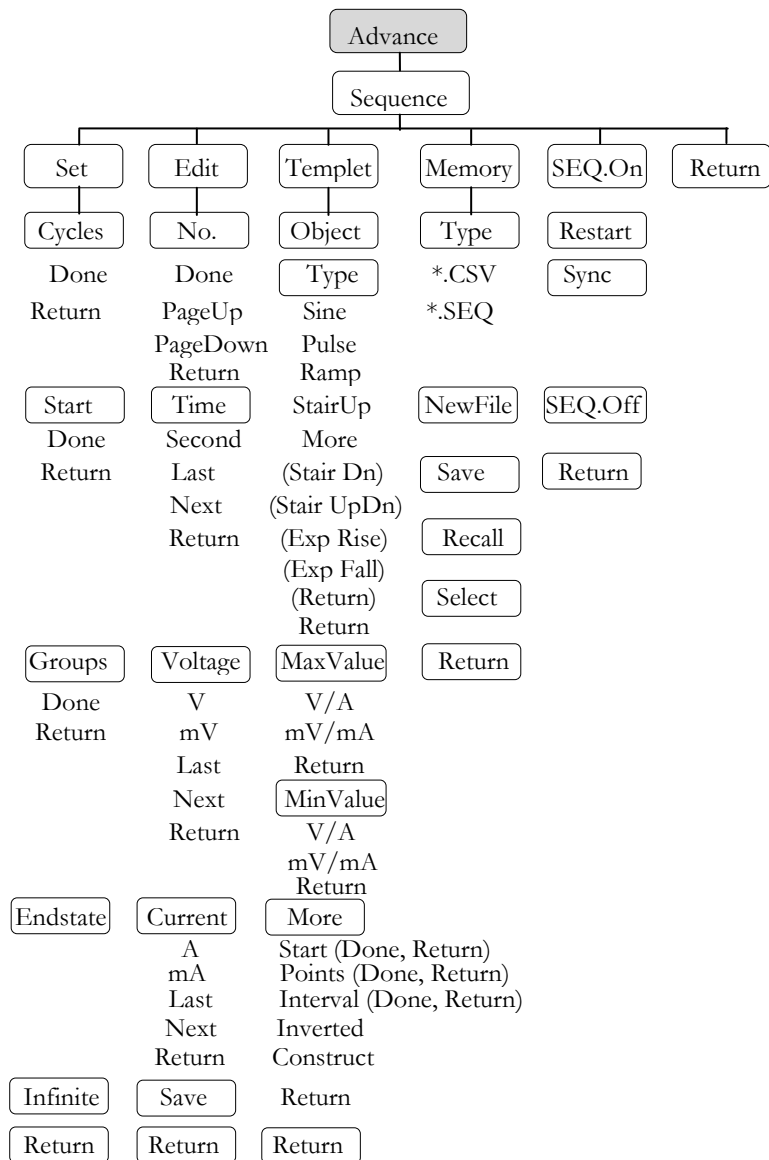 Advance
Sequence
Set Edit Templet Memory SEQ.On Return
Cycles No. Object Type Restart
Done Done Type *.CSV Sync
Return PageUp Sine *.SEQ
PageDown Pulse
Return Ramp
Start Time StairUp NewFile SEQ.Off
Done Second More
Return Last (Stair Dn) Save Return
Next (Stair UpDn)
Return (Exp Rise) Recall
(Exp Fall)
(Return) Select
Return
Groups Voltage MaxValue Return
Done V V/A
Return mV mV/mA
Last Return
Next MinValue
Return V/A
mV/mA
Return
Endstate Current More
A Start (Done, Return)
mA Points (Done, Return)
Last Interval (Done, Return)
Next Inverted
Return Construct
Infinite Save Return
Return Return Return